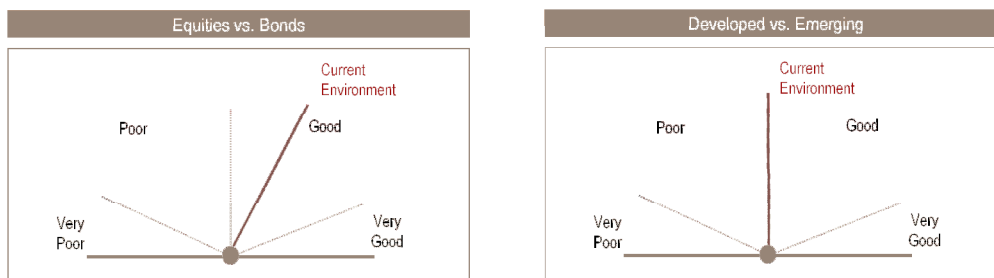 Equities vs. Bonds
Current
Environment
Poor
Good
Very
Poor
Very
Good
Developed vs. Emerging
Current
Environment
Poor
Good
Very
Poor
Very
Good